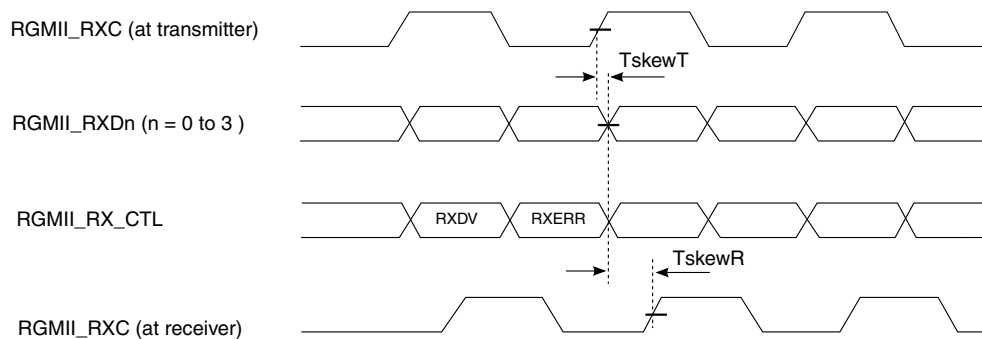 RGMII_RXC (at transmitter)
TskewT
RGMII_RXDn (n = 0 to 3 )
RGMII_RX_CTL
RXDV
RXERR
TskewR
RGMII_RXC (at receiver)